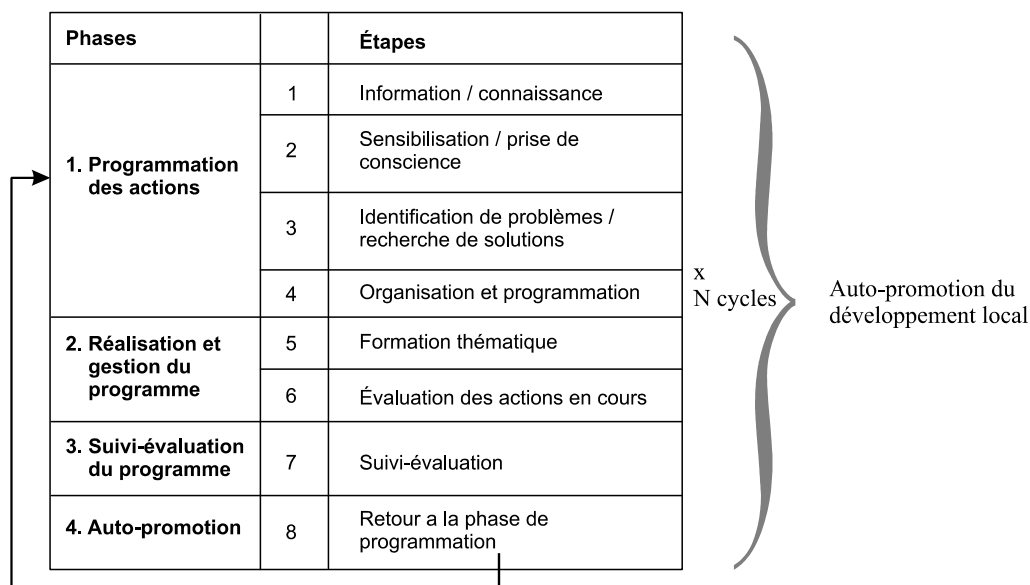 Phases
Étapes
1. Programmation
des actions
1
Information / connaissance
2
Sensibilisation / prise de
conscience
3
Identification de problèmes /
recherche de solutions
4
Organisation et programmation
2. Réalisation et
gestion du
programme
5
Formation thématique
6
Évaluation des actions en cours
3. Suivi-évaluation
du programme
7
Suivi-évaluation
4. Auto-promotion
8
Retour a la phase de
programmation
x
N cycles
Auto-promotion du
développement local